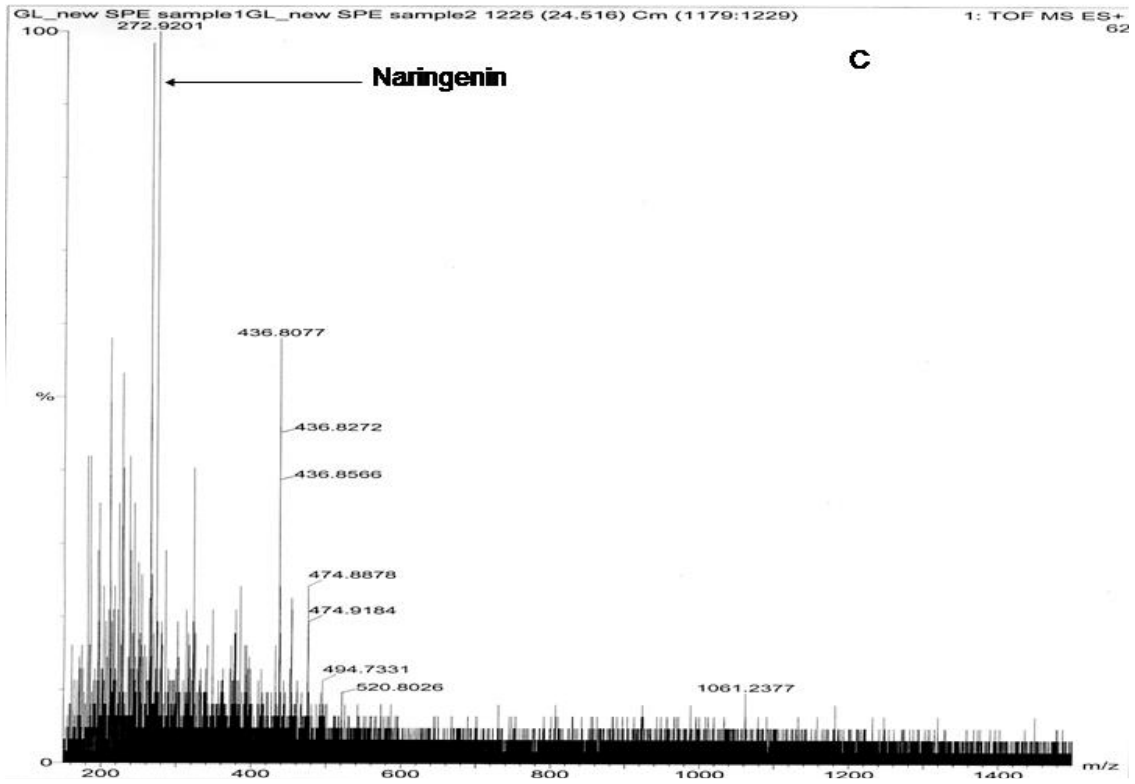 GL_new SPE sample1GL_new SPE sample2 1225 (24.516) Cm (1179:1229)
1: TOF MS ES+
62
100
272.9201
C
Naringenin
436.8077
%
436.8272
436.8566
474.8878
474.9184
494.7331
520.8026
1061.2377
0
200 400 600 800 1000 1200 1400 m/z